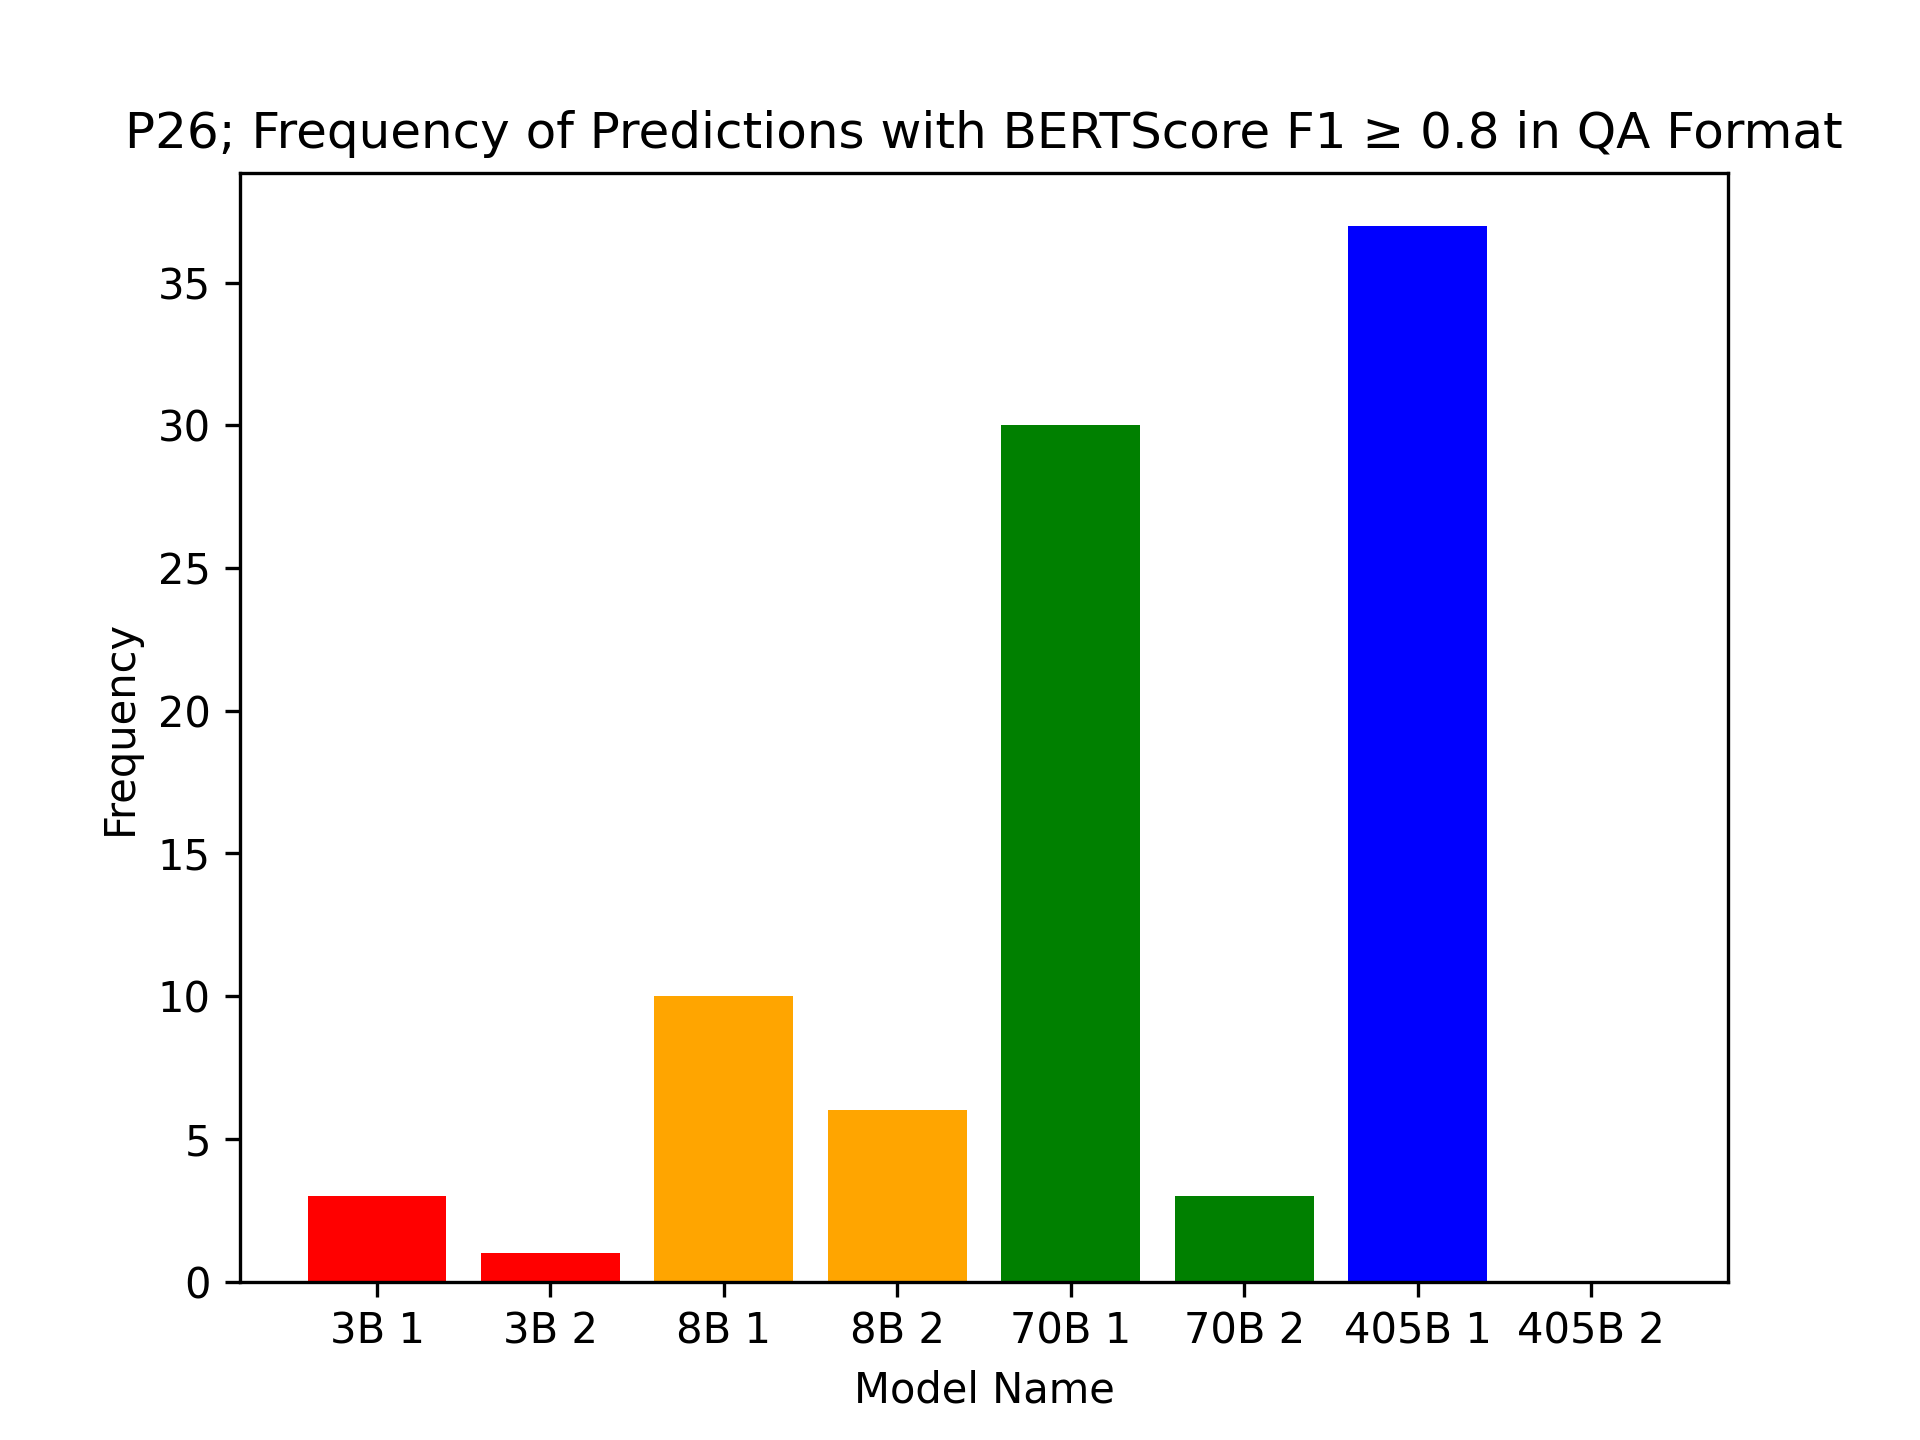 P26; Frequency of Predictions with BERTScore F1 ≥ 0.8 in QA Format
Frequency
35
30
25
20
15
10
5
0
3B 1 3B 2 8B 1 8B 2 70B 1 70B 2 405B 1 405B 2
Model Name